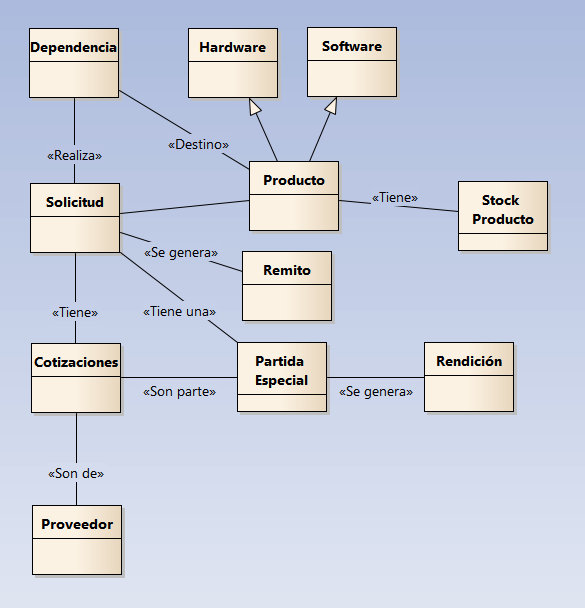 Dependencia
Hardware
Software
«Destino»
«Realiza»
Producto
«Tiene»
Stock
Producto
Solicitud
«Se genera»
Remito
«Tiene»
«Tiene una»
Cotizaciones
Partida
Especial
Rendición
«Son parte»
«Se genera»
«Son de»
Proveedor